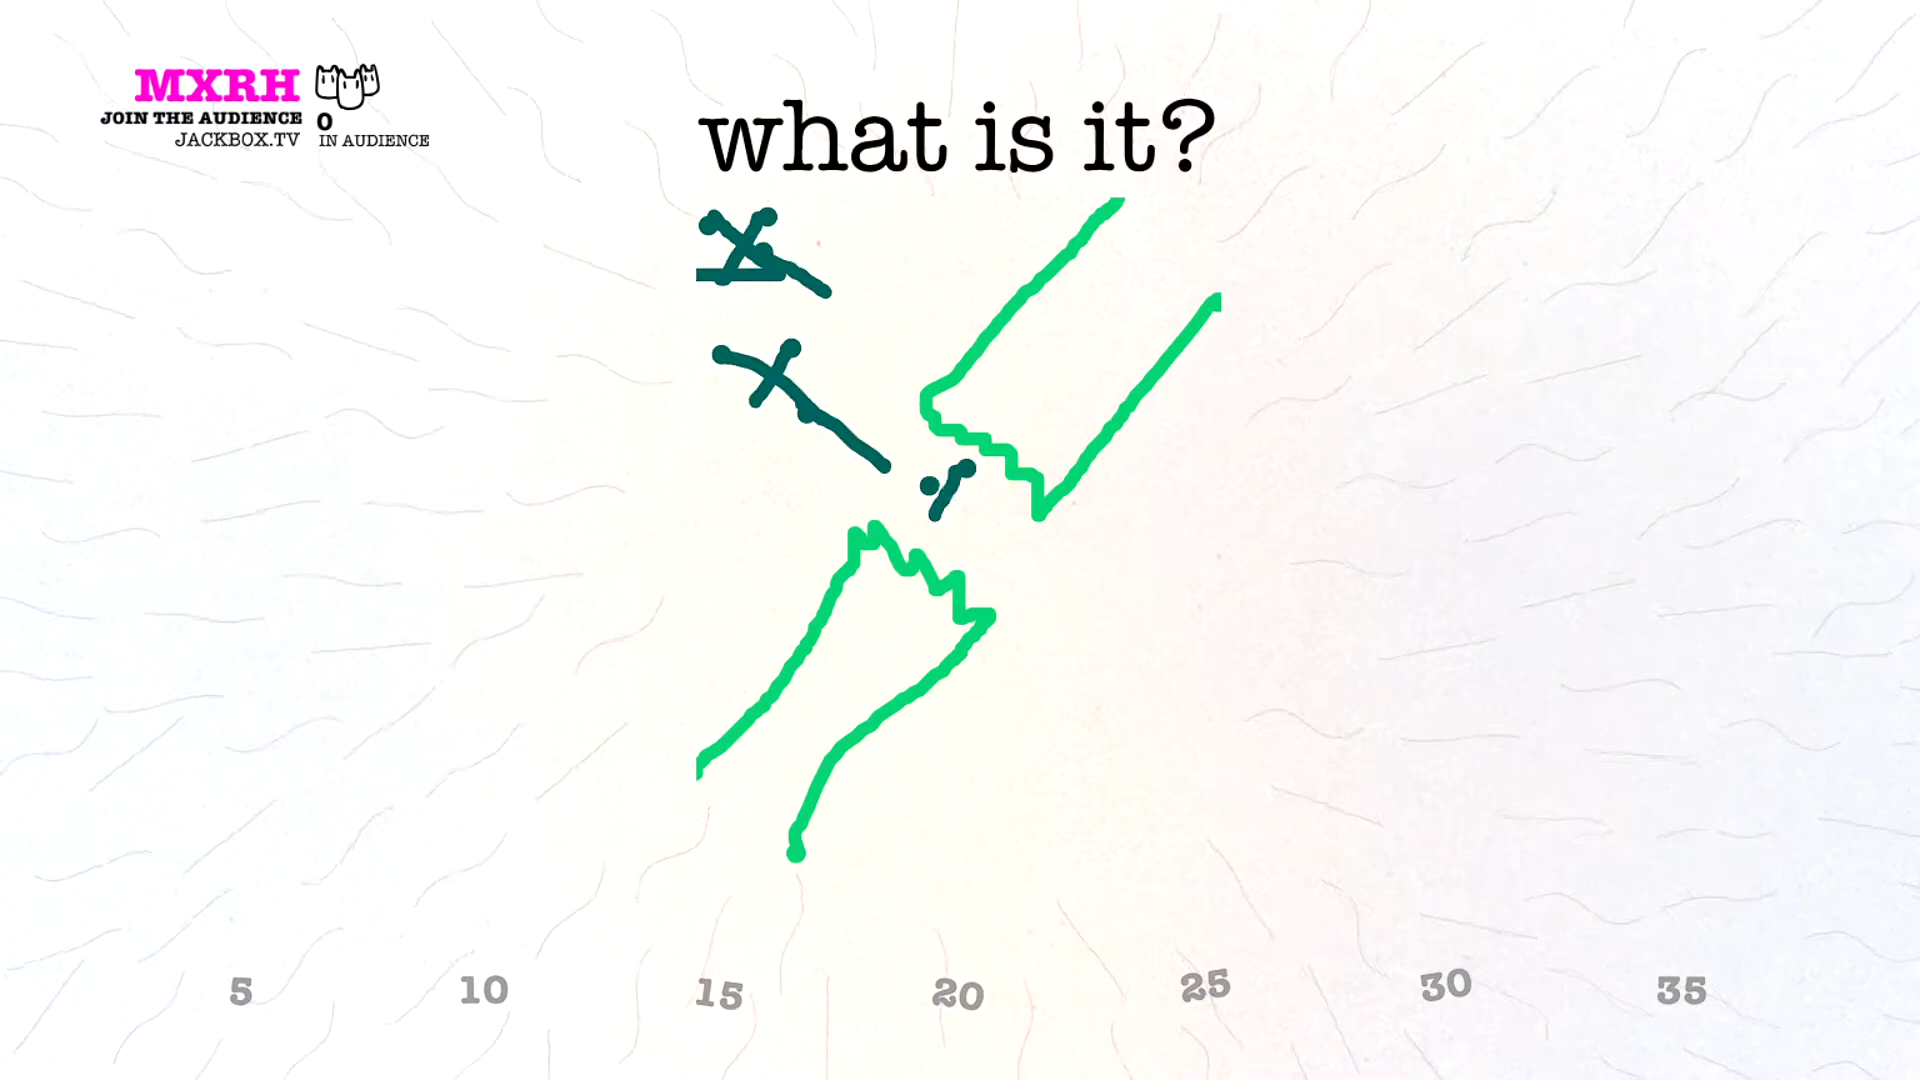 MXRH
JOIN THE AUDIENCE
JACKBOX.TV
0
IN AUDIENCE
what is it?
5 10 15 20 25 30 35